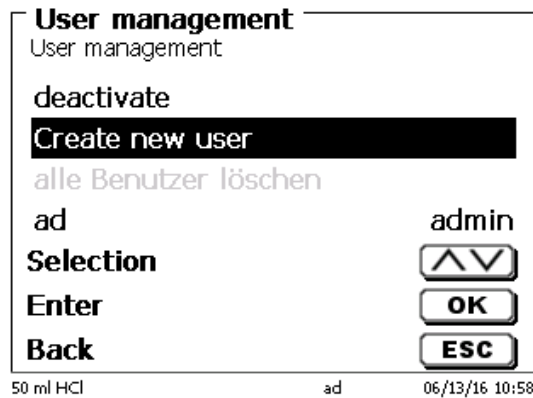 User management
User management
deactivate
Create new user
alle Benutzer löschen
ad admin
Selection
Enter OK
Back ESC
50 ml HCl ad 06/13/16 10:58